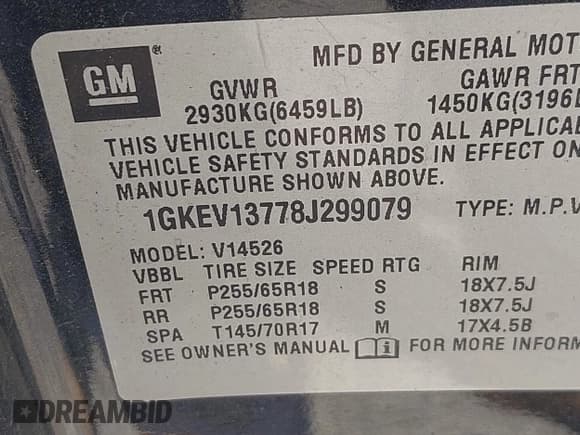 GM®
MFD BY GENERAL MOT
GVWR GAWR FRT
2930KG(6459LB) 1450KG(3196
THIS VEHICLE CONFORMS TO ALL APPLICA
VEHICLE SAFETY STANDARDS IN EFFECT ON
MANUFACTURE SHOWN ABOVE.
1GKEV13778J299079 TYPE: M.P.V
MODEL: V14526
VBBL TIRE SIZE SPEED RTG RIM
FRT P255/65R18 S 18X7.5J
RR P255/65R18 S 18X7.5J
SPA T145/70R17 M 17X4.5B
SEE OWNER'S MANUAL FOR MORE INFORM
DREAMBID